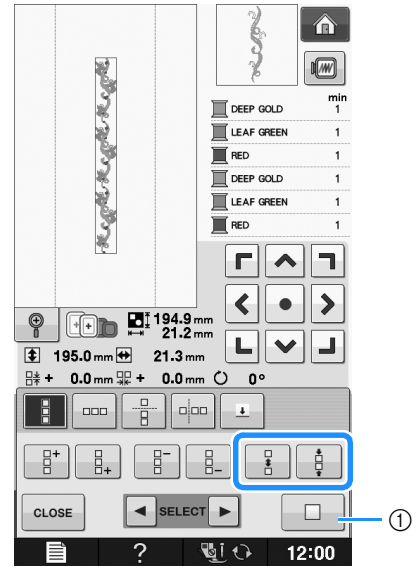 min
DEEP GOLD 1
LEAF GREEN 1
RED 1
DEEP GOLD 1
LEAF GREEN 1
RED 1
194.9 mm
21.2 mm
195.0 mm 21.3 mm
+ 0.0 mm + 0.0 mm 0°
CLOSE SELECT ①
? 12:00